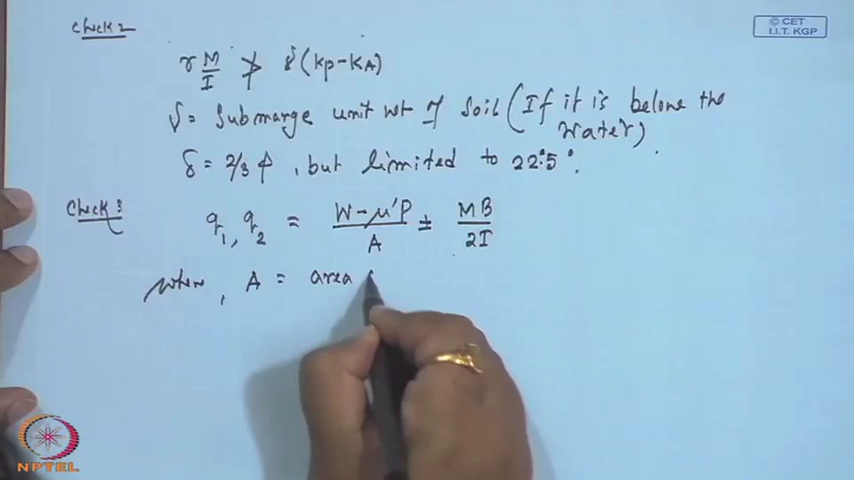 Check 2
© CET
I.I.T. KGP
r M/I ≯ γ (Kp - KA)
γ = Submarge unit wt of soil (If it is belone the water)
δ = 2/3 φ, but limited to 22.5°.
Check 3
q1, q2 = (W - μ'P)/A ± MB/2I
where, A = area
NPTEL